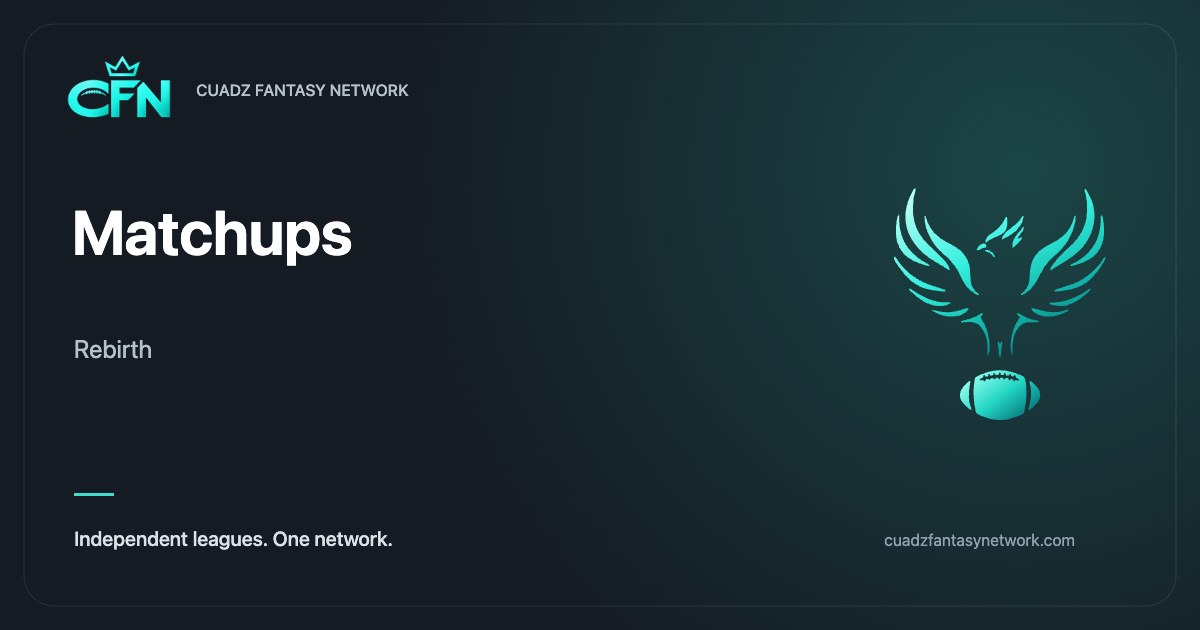 CFN
CUADZ FANTASY NETWORK
Matchups
Rebirth
Independent leagues. One network.
cuadzfantasynetwork.com